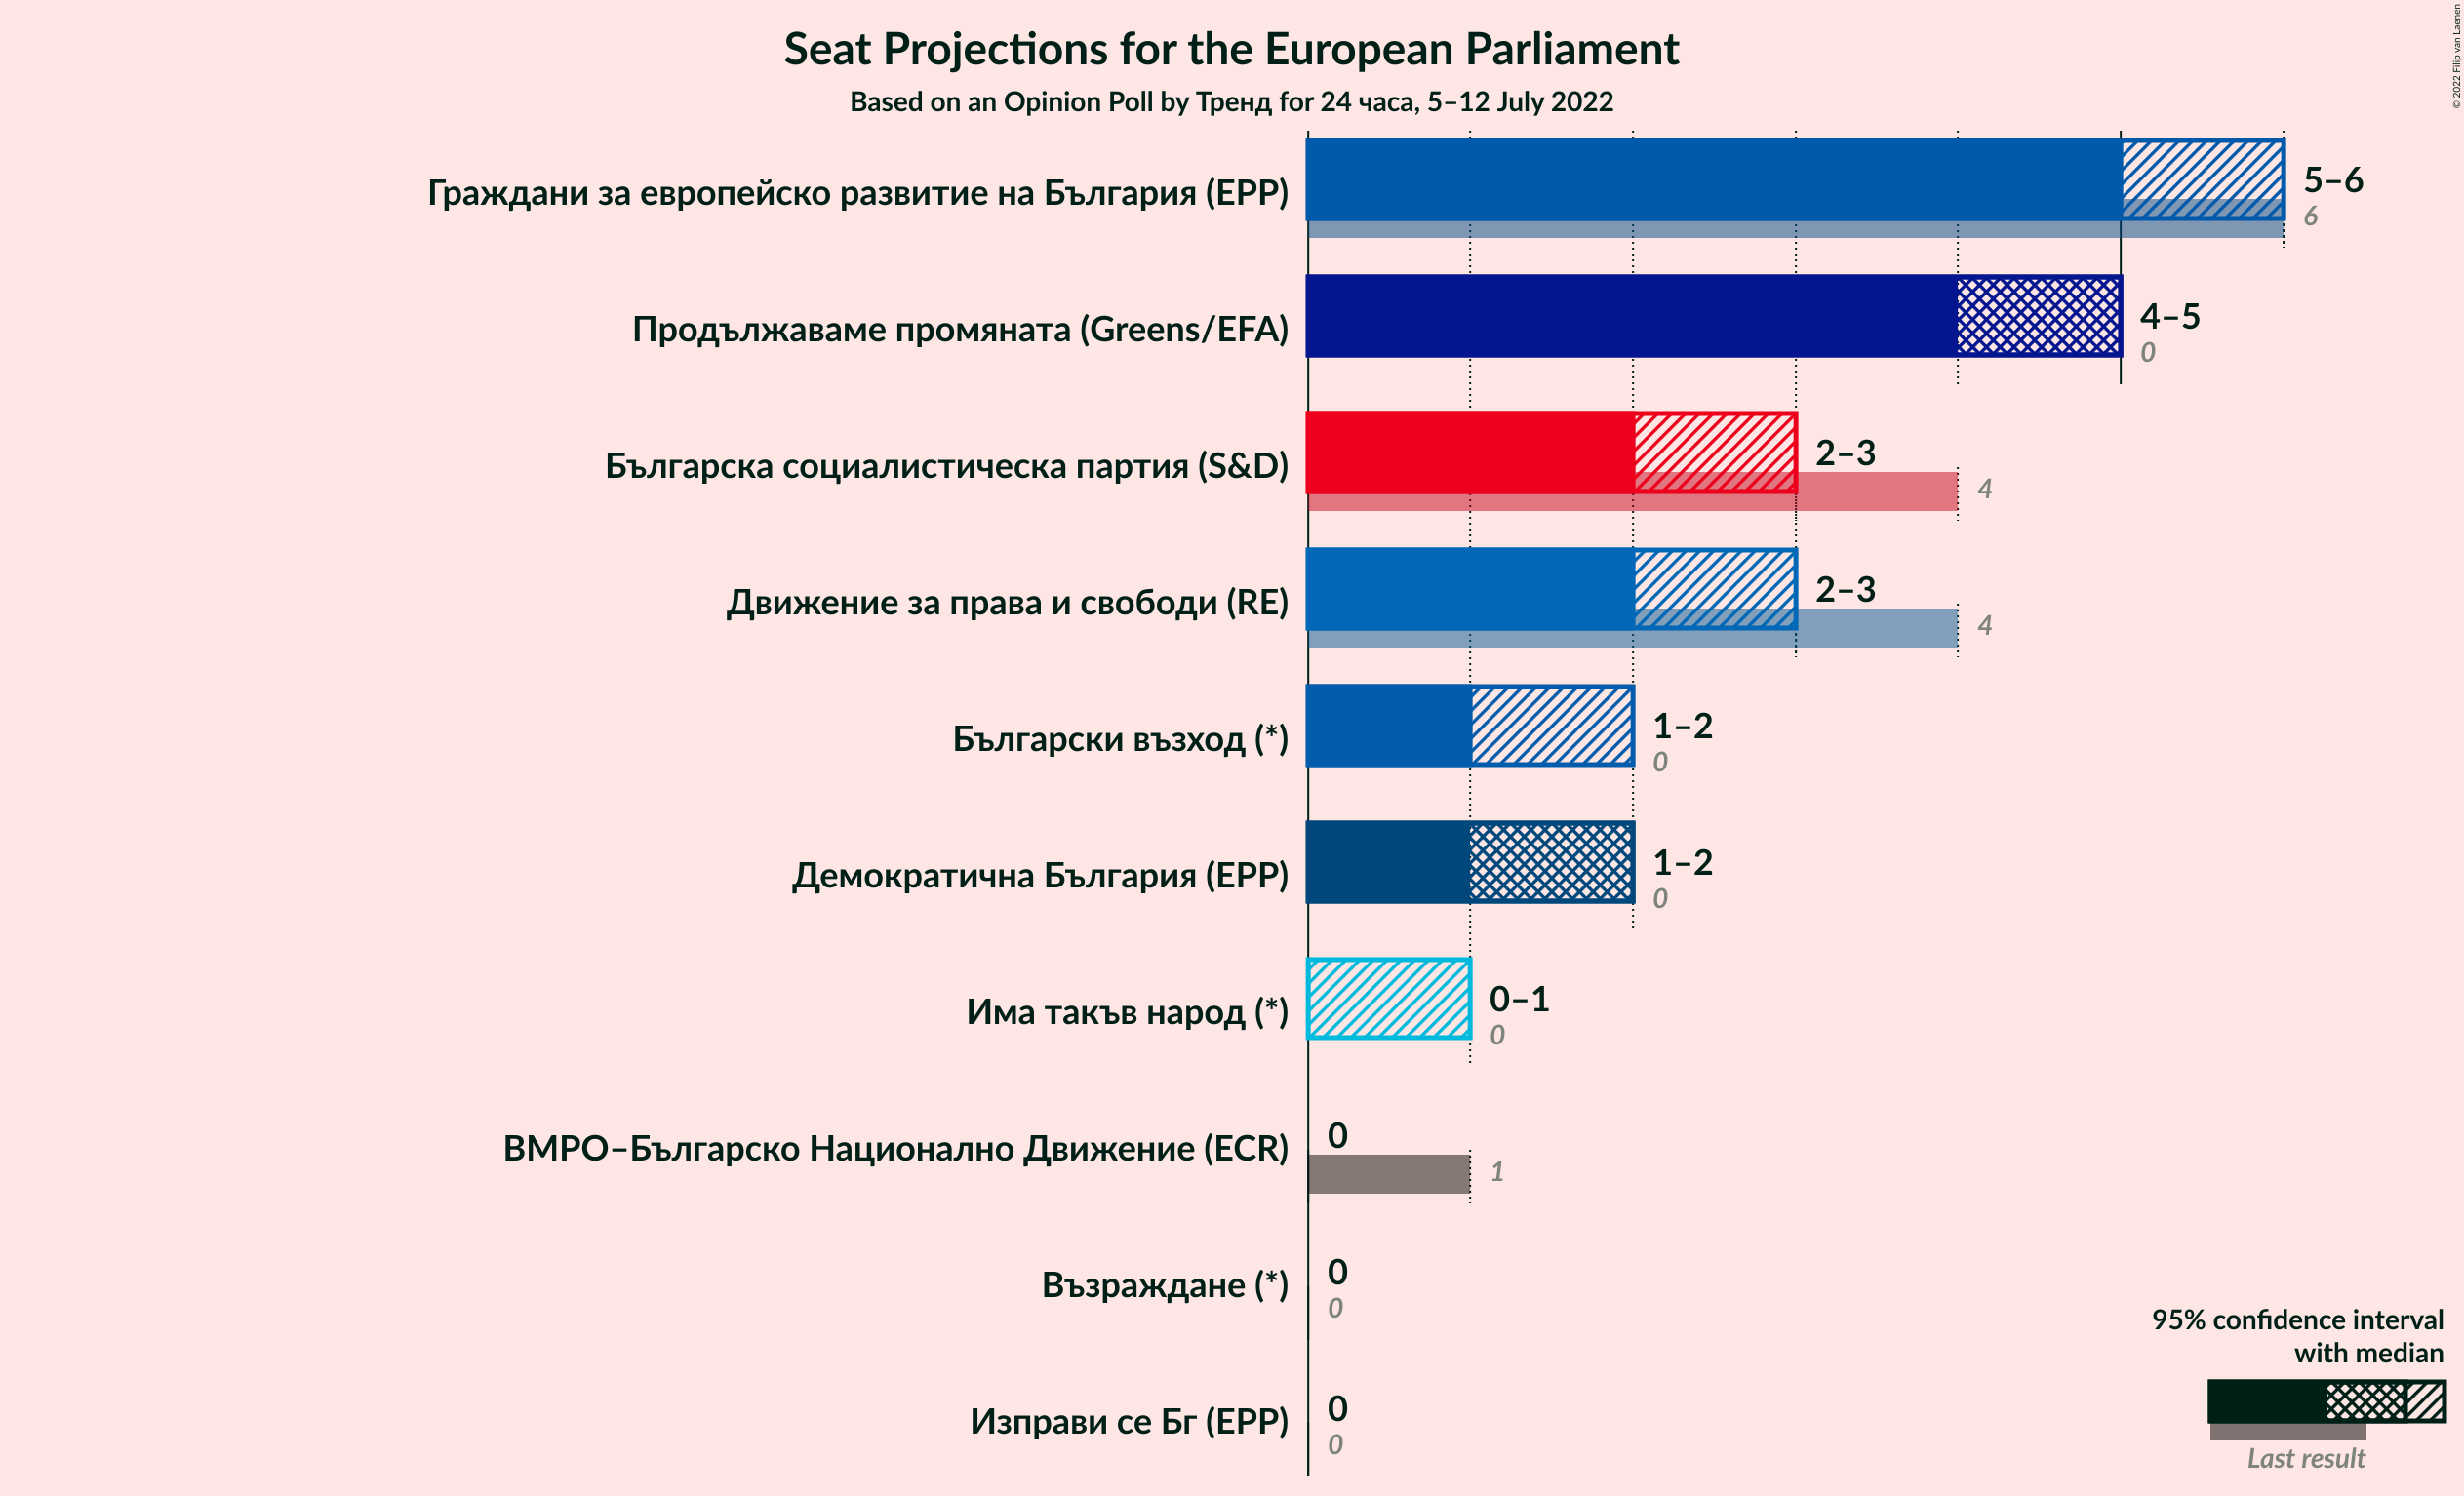 Seat Projections for the European Parliament
Based on an Opinion Poll by Тренд for 24 часа, 5–12 July 2022
© 2022 Filip van Laenen
Граждани за европейско развитие на България (EPP)
5–6
6
Продължаваме промяната (Greens/EFA)
4–5
0
Българска социалистическа партия (S&D)
2–3
4
Движение за права и свободи (RE)
2–3
4
Български възход (*)
1–2
0
Демократична България (EPP)
1–2
0
Има такъв народ (*)
0–1
0
ВМРО–Българско Национално Движение (ECR)
0
1
Възраждане (*)
0
0
Изправи се Бг (EPP)
0
0
95% confidence interval
with median
Last result